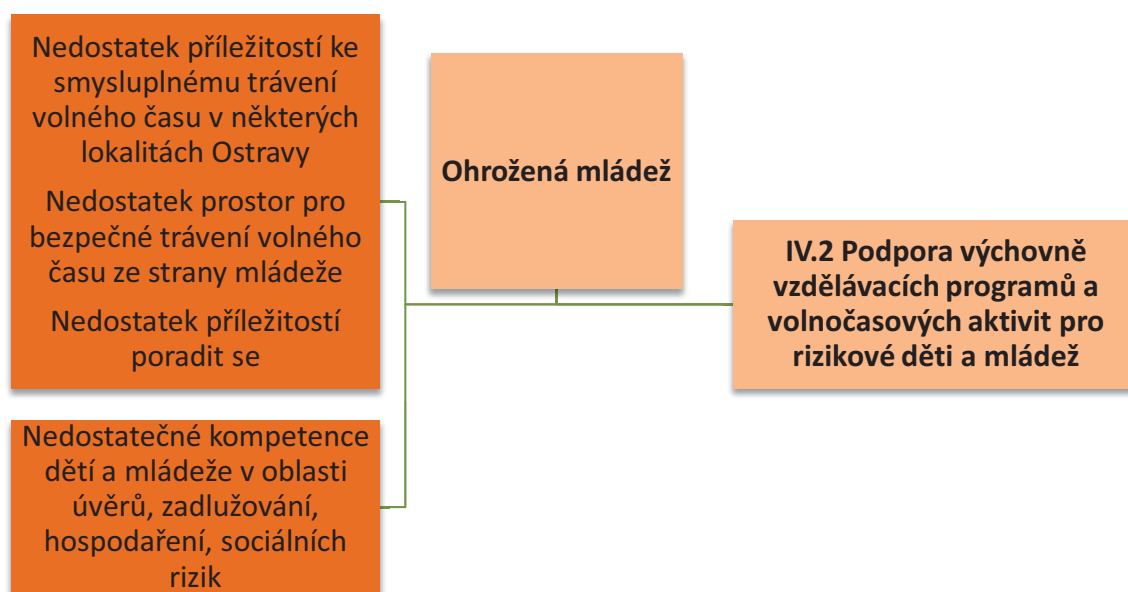 Nedostatek příležitostí ke
smysluplnému trávení
volného času v některých
lokalitách Ostravy
Nedostatek prostor pro
bezpečné trávení volného
času ze strany mládeže
Nedostatek příležitostí
poradit se
Ohrožená mládež
IV.2 Podpora výchovně
vzdělávacích programů a
volnočasových aktivit pro
rizikové děti a mládež
Nedostatečné kompetence
dětí a mládeže v oblasti
úvěrů, zadlužování,
hospodaření, sociálních
rizik